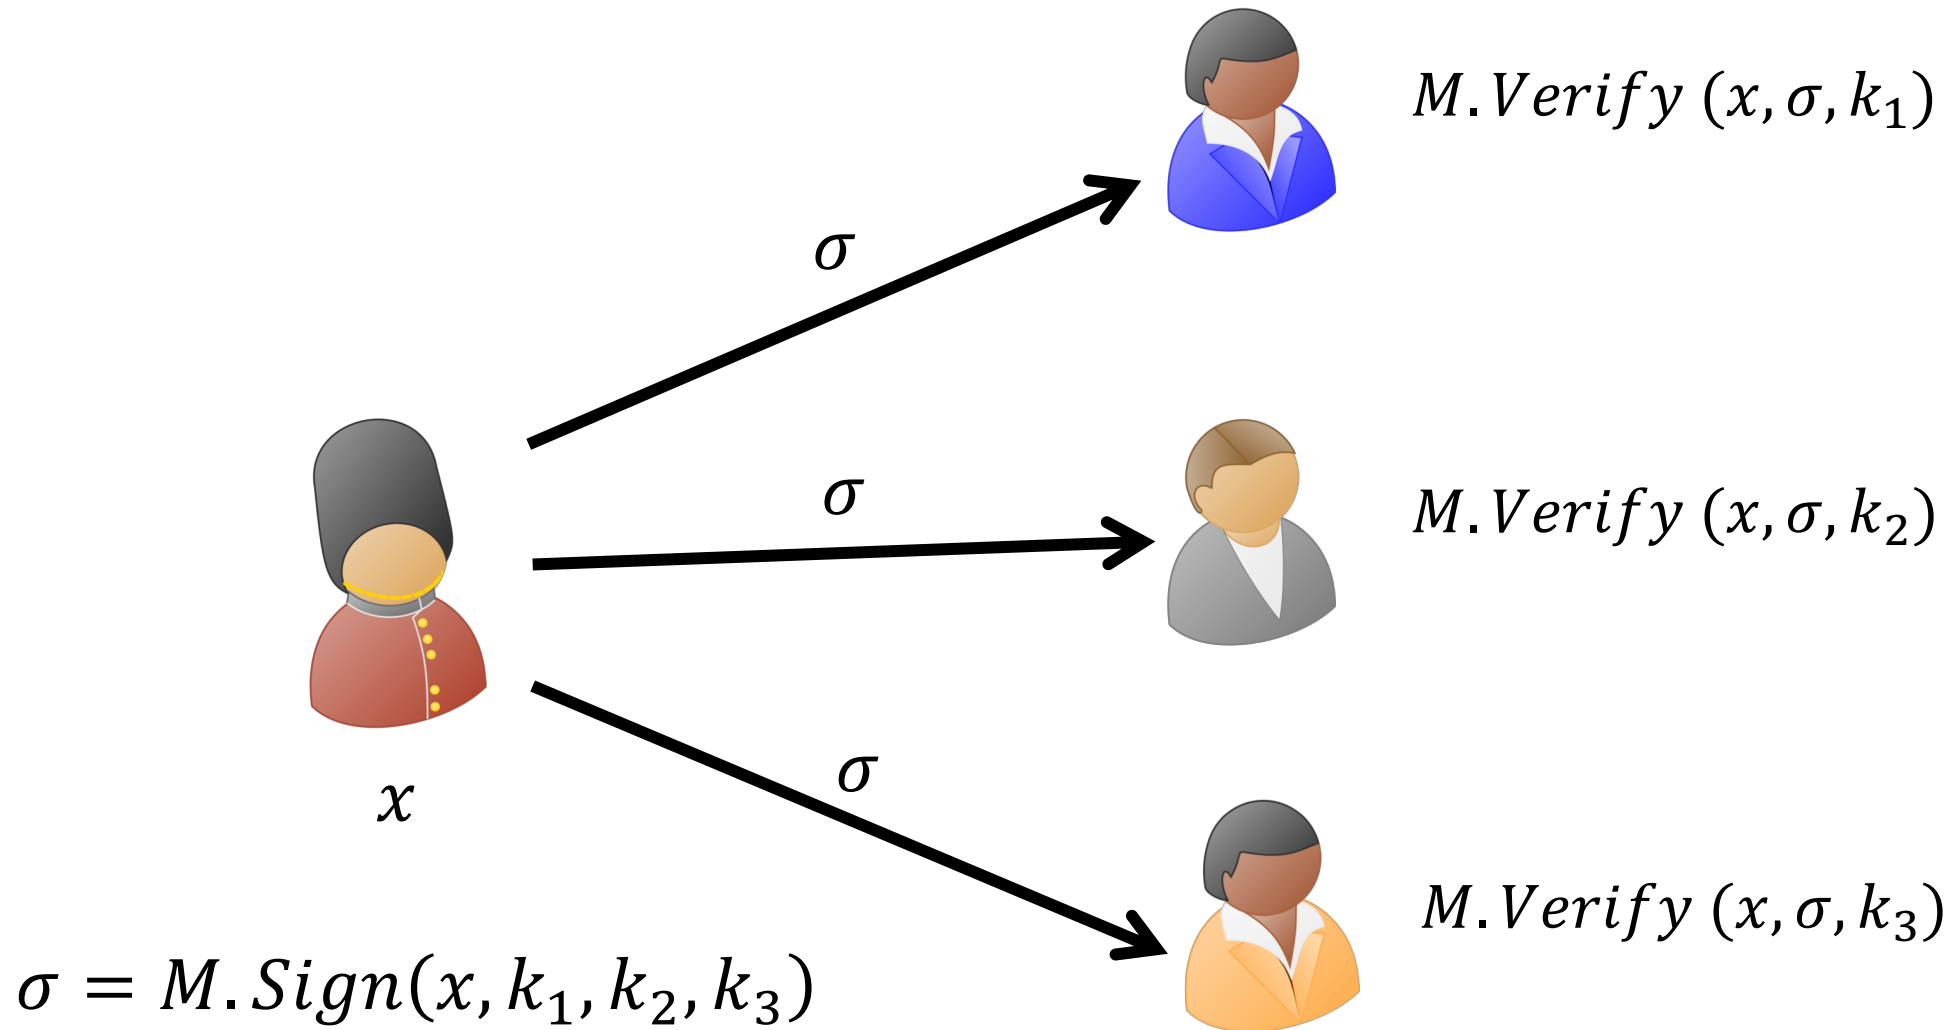 M.Verify (x, σ, k₁)
σ
σ
M.Verify (x, σ, k₂)
σ
x
M.Verify (x, σ, k₃)
σ = M.Sign(x, k₁, k₂, k₃)